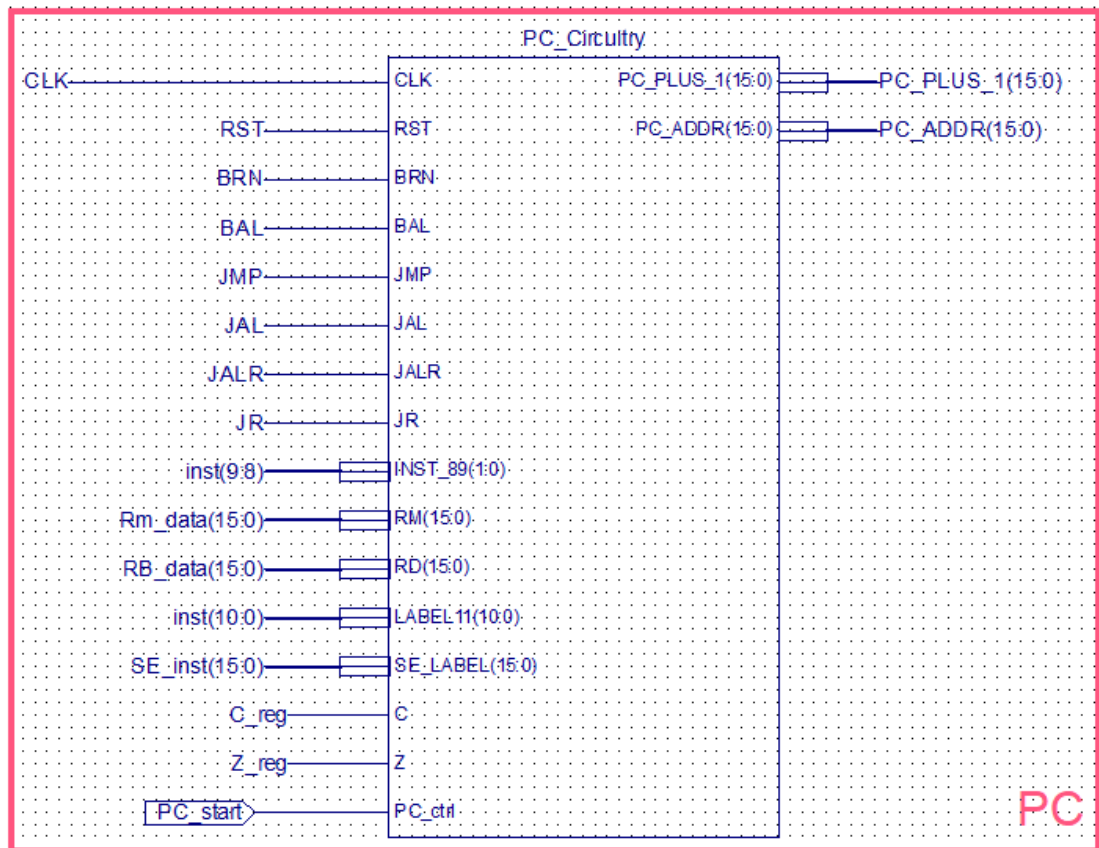 PC_Circuitry
CLK CLK PC_PLUS_1(15:0) PC_PLUS_1(15:0)
RST RST PC_ADDR(15:0) PC_ADDR(15:0)
BRN BRN
BAL BAL
JMP JMP
JAL JAL
JALR JALR
JR JR
inst(9:8) INST_89(1:0)
Rm_data(15:0) RM(15:0)
RB_data(15:0) RD(15:0)
inst(10:0) LABEL11(10:0)
SE_inst(15:0) SE_LABEL(15:0)
C_reg C
Z_reg Z
PC_start PC_ctrl
PC